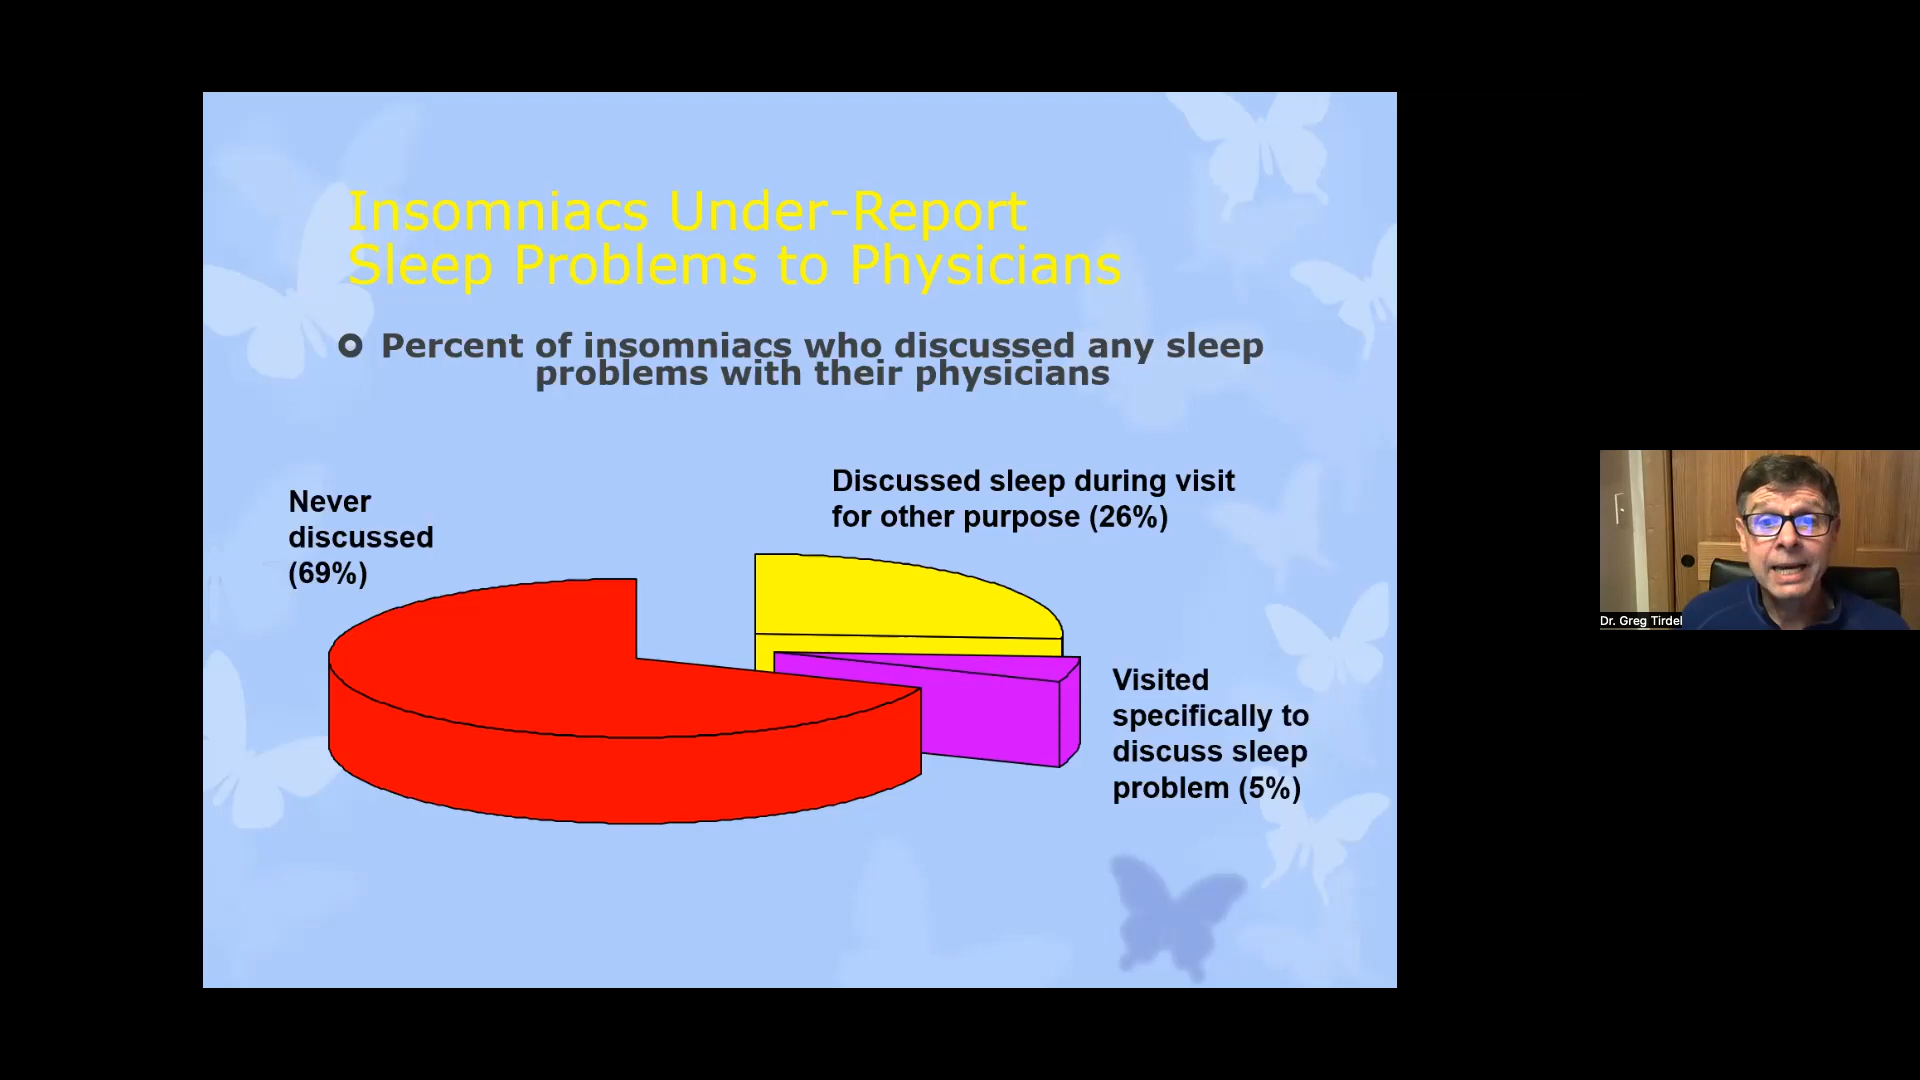 Insomniacs Under-Report
Sleep Problems to Physicians
Percent of insomniacs who discussed any sleep
problems with their physicians
Never
discussed
(69%)
Discussed sleep during visit
for other purpose (26%)
Visited
specifically to
discuss sleep
problem (5%)
Dr. Greg Tirdel